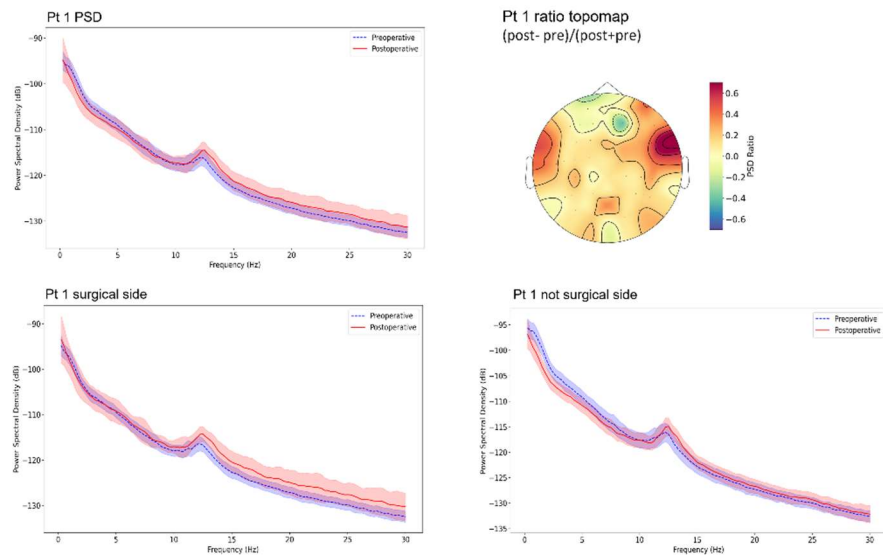 Pt 1 PSD
Preoperative
Postoperative
−90
−100
−110
−120
−130
Power Spectral Density (dB)
0 5 10 15 20 25 30
Frequency (Hz)
Pt 1 ratio topomap
(post- pre)/(post+pre)
0.6
0.4
0.2
0.0
−0.2
−0.4
−0.6
PSD Ratio
Pt 1 surgical side
Preoperative
Postoperative
−90
−100
−110
−120
−130
Power Spectral Density (dB)
0 5 10 15 20 25 30
Frequency (Hz)
Pt 1 not surgical side
Preoperative
Postoperative
−95
−100
−105
−110
−115
−120
−125
−130
−135
Power Spectral Density (dB)
0 5 10 15 20 25 30
Frequency (Hz)